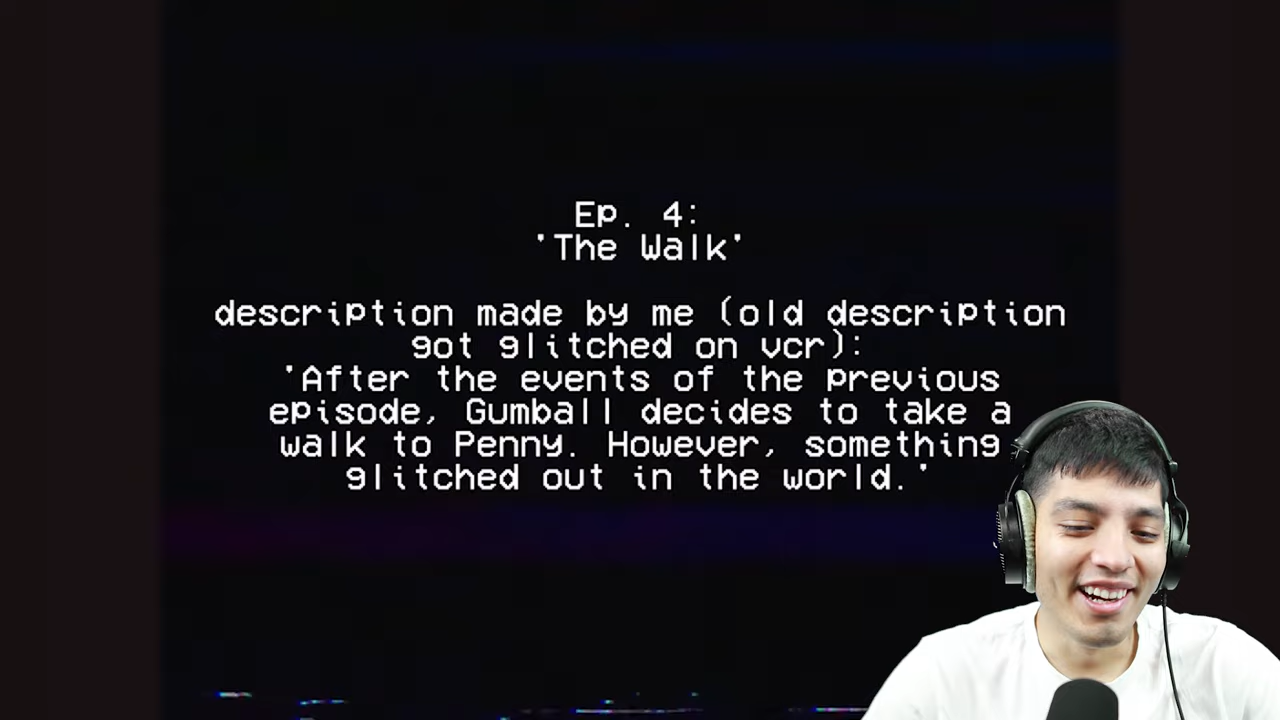 Ep. 4:
'The Walk'
description made by me (old description
got glitched on vcr):
'After the events of the previous
episode, Gumball decides to take a
walk to Penny. However, something
glitched out in the world.'